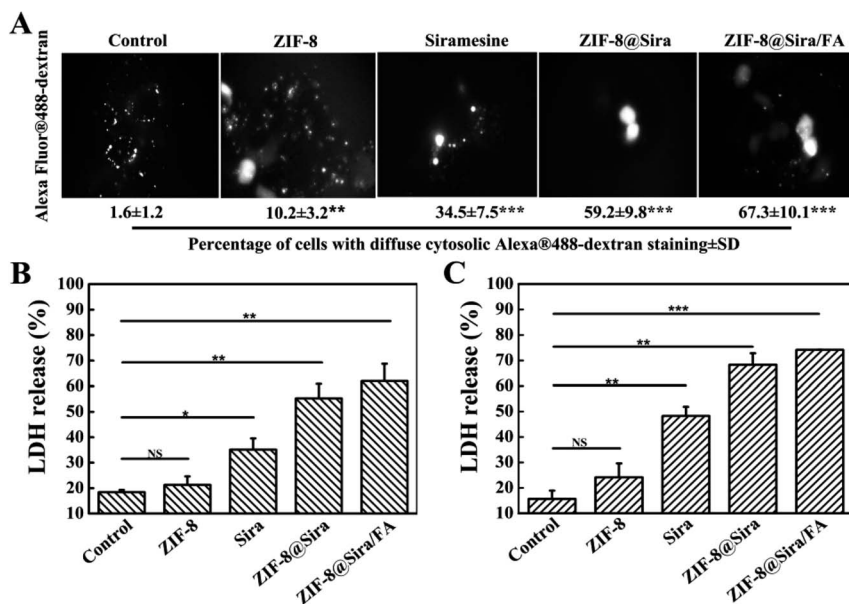 A
Control ZIF-8 Siramesine ZIF-8@Sira ZIF-8@Sira/FA
Alexa Fluor®488-dextran
1.6±1.2 10.2±3.2** 34.5±7.5*** 59.2±9.8*** 67.3±10.1***
Percentage of cells with diffuse cytosolic Alexa®488-dextran staining±SD
B
LDH release (%)
100
90
80
70
60
50
40
30
20
10
**
**
*
NS
Control ZIF-8 Sira ZIF-8@Sira ZIF-8@Sira/FA
C
LDH release (%)
100
90
80
70
60
50
40
30
20
10
***
**
**
NS
Control ZIF-8 Sira ZIF-8@Sira ZIF-8@Sira/FA